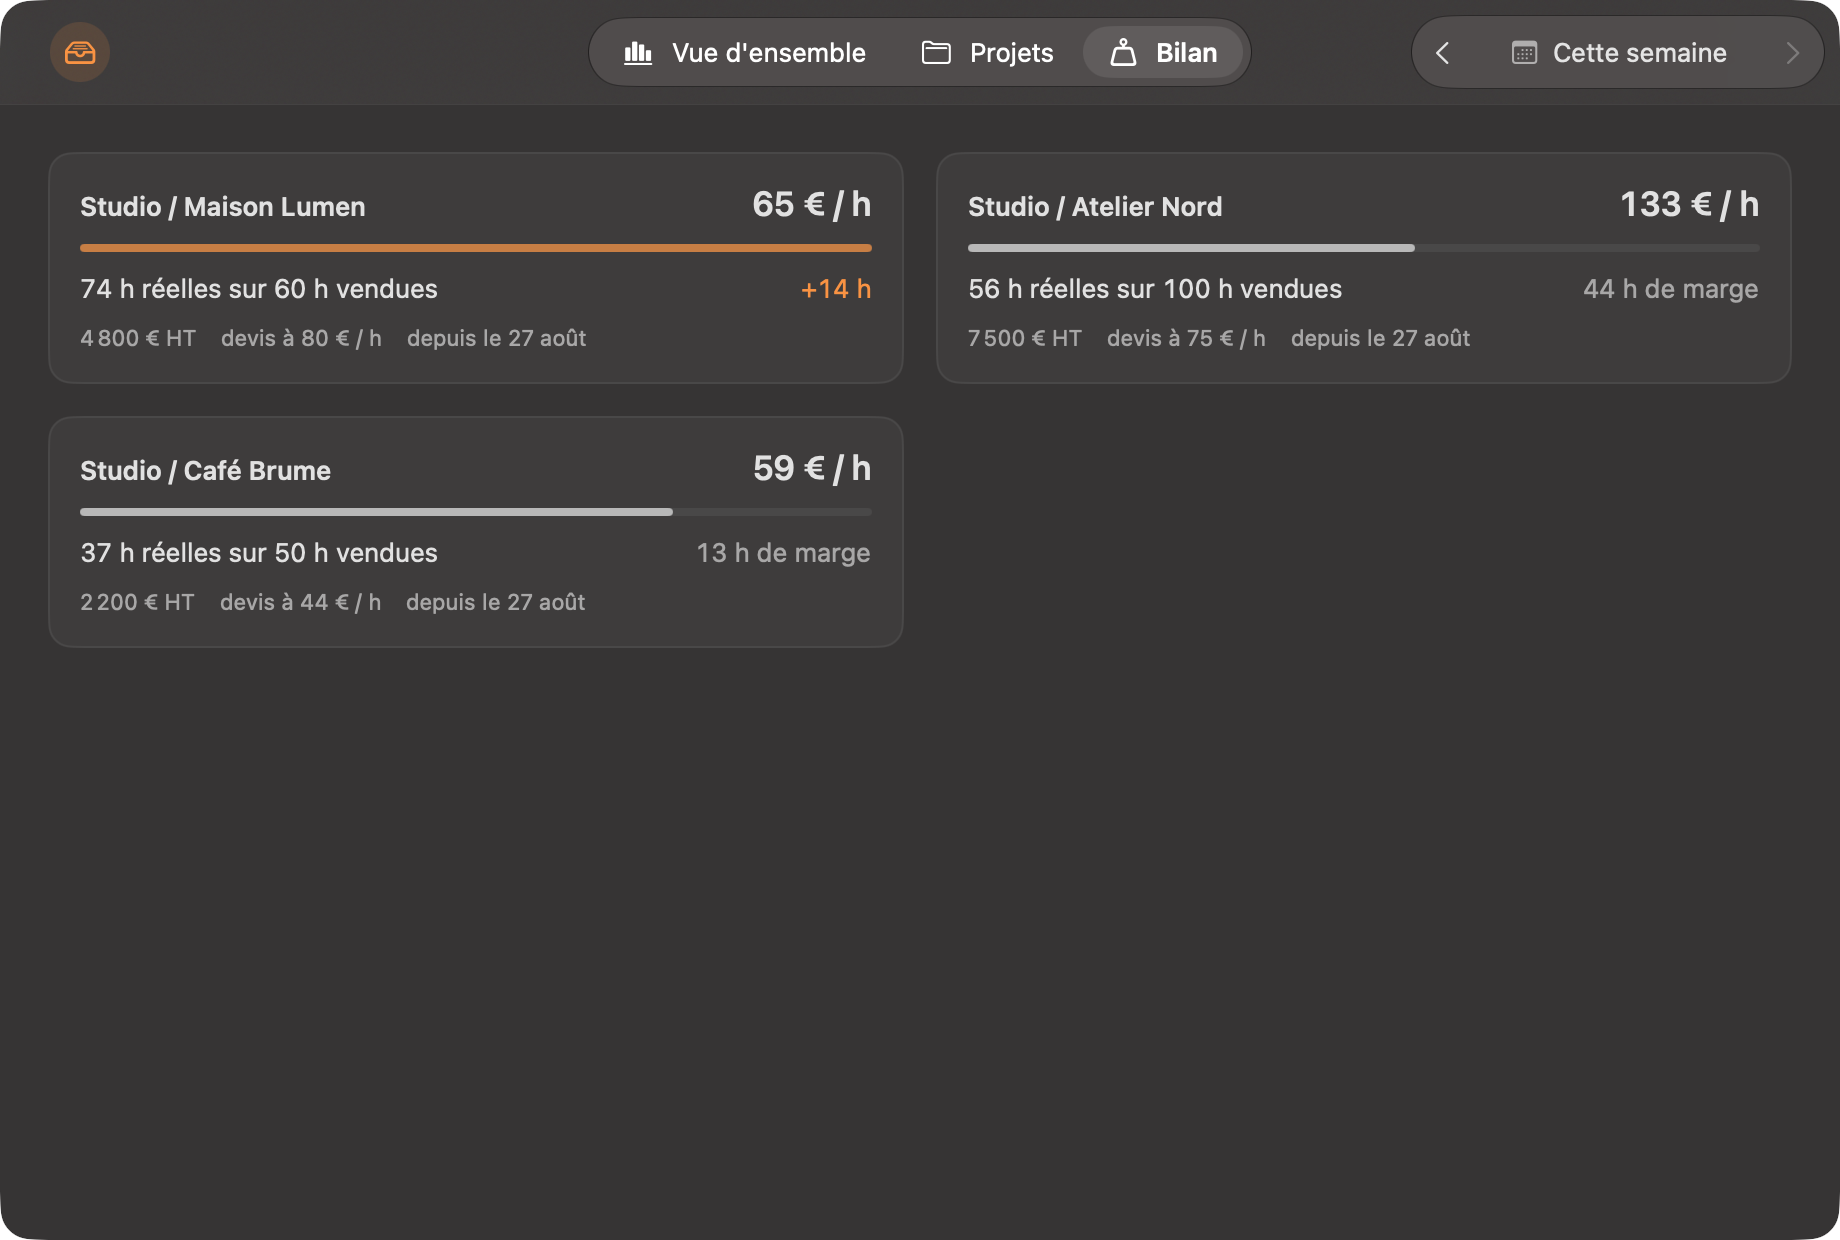 Vue d'ensemble
Projets
Bilan
Cette semaine
Studio / Maison Lumen
65 € / h
74 h réelles sur 60 h vendues
+14 h
4 800 € HT devis à 80 € / h depuis le 27 août
Studio / Atelier Nord
133 € / h
56 h réelles sur 100 h vendues
44 h de marge
7 500 € HT devis à 75 € / h depuis le 27 août
Studio / Café Brume
59 € / h
37 h réelles sur 50 h vendues
13 h de marge
2 200 € HT devis à 44 € / h depuis le 27 août